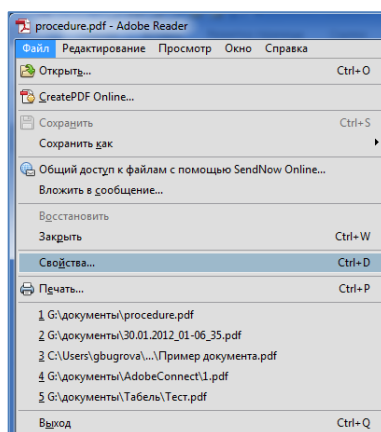 procedure.pdf - Adobe Reader
Файл Редактирование Просмотр Окно Справка
Открыть... Ctrl+O
CreatePDF Online...
Сохранить Ctrl+S
Сохранить как
Общий доступ к файлам с помощью SendNow Online...
Вложить в сообщение...
Восстановить
Закрыть Ctrl+W
Свойства... Ctrl+D
Печать... Ctrl+P
1 G:\документы\procedure.pdf
2 G:\документы\30.01.2012_01-06_35.pdf
3 C:\Users\gbugrova\...\Пример документа.pdf
4 G:\документы\AdobeConnect\1.pdf
5 G:\документы\Табель\Тест.pdf
Выход Ctrl+Q